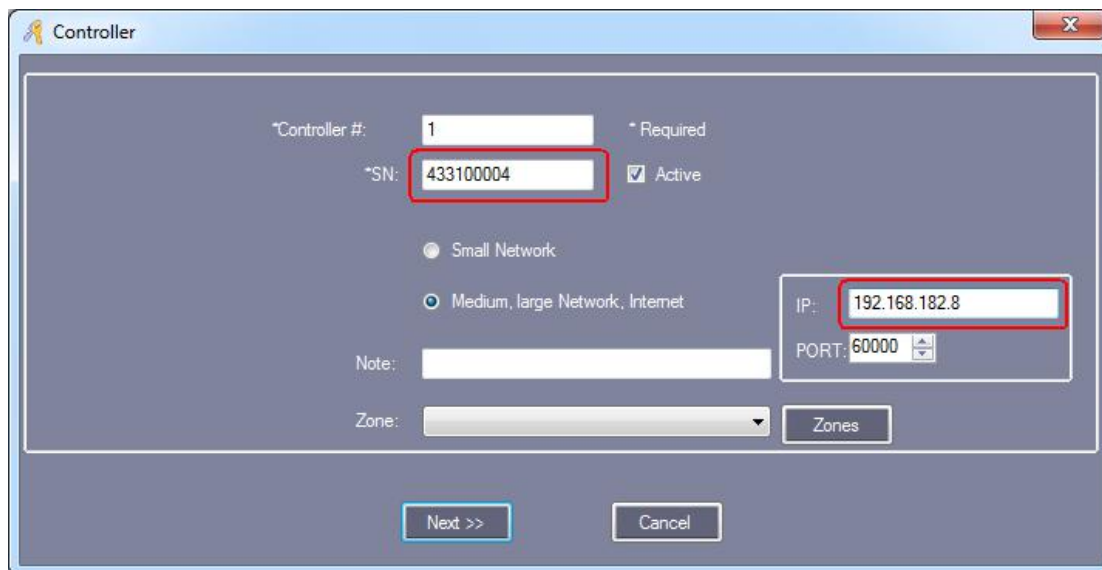 Controller
*Controller #: 1 * Required
*SN: 433100004 Active
Small Network
Medium, large Network, Internet
IP: 192.168.182.8
PORT: 60000
Note:
Zone: Zones
Next >> Cancel